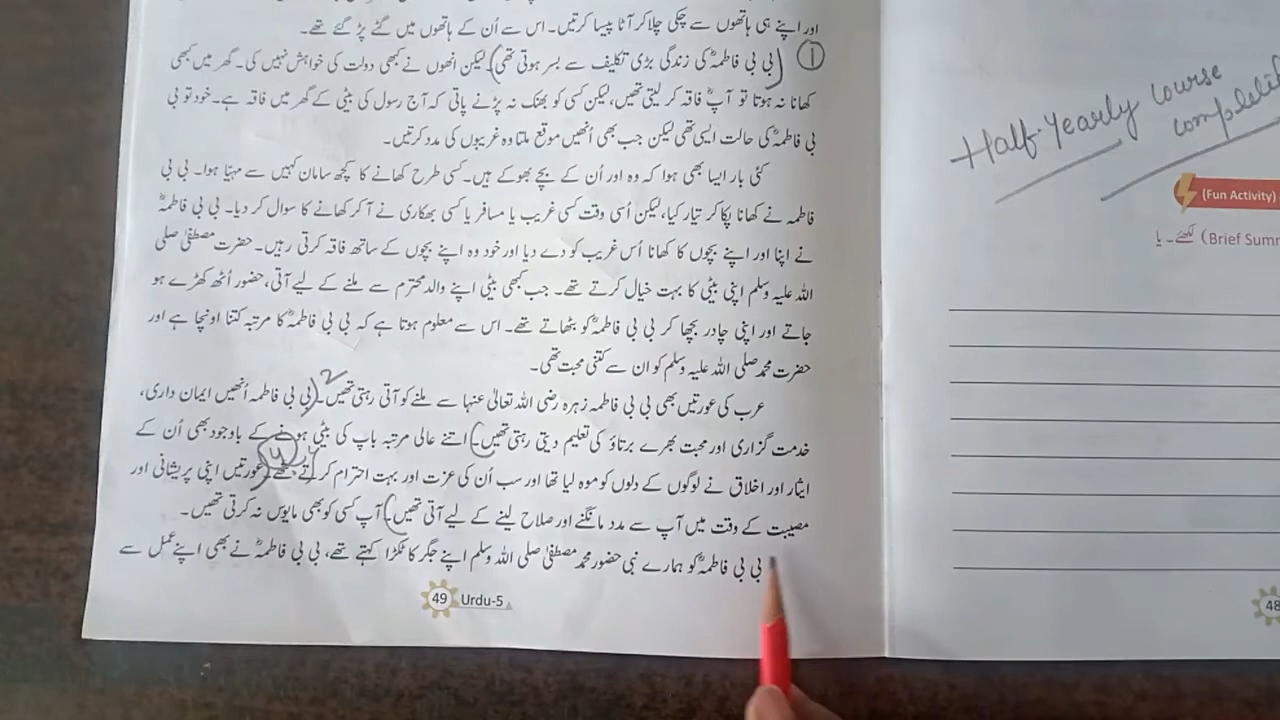 اور اپنے ہی ہاتھوں سے چکی چلا کر آٹا پیسا کرتیں۔ اس سے اُن کے ہاتھوں میں گٹے پڑ گئے تھے۔
① (بی بی فاطمہؓ کی زندگی بڑی تکلیف سے بسر ہوتی تھی) لیکن انھوں نے کبھی دولت کی خواہش نہیں کی۔ گھر میں کبھی
کھانا نہ ہوتا تو آپؓ فاقہ کر لیتی تھیں، لیکن کسی کو بھنک نہ پڑنے پاتی کہ آج رسول کی بیٹی کے گھر میں فاقہ ہے۔ خود تو بی
بی فاطمہؓ کی حالت ایسی تھی لیکن جب بھی اُنھیں موقع ملتا وہ غریبوں کی مدد کرتیں۔
کئی بار ایسا بھی ہوا کہ وہ اور اُن کے بچے بھوکے ہیں۔ کسی طرح کھانے کا کچھ سامان کہیں سے مہیّا ہوا۔ بی بی
فاطمہ نے کھانا پکا کر تیار کیا، لیکن اُسی وقت کسی غریب یا مسافر یا کسی بھکاری نے آ کر کھانے کا سوال کر دیا۔ بی بی فاطمہؓ
نے اپنا اور اپنے بچوں کا کھانا اُس غریب کو دے دیا اور خود وہ اپنے بچوں کے ساتھ فاقہ کرتی رہیں۔ حضرت مصطفیٰ صلی
اللہ علیہ وسلم اپنی بیٹی کا بہت خیال کرتے تھے۔ جب کبھی بیٹی اپنے والد محترم سے ملنے کے لیے آتی، حضور اُٹھ کھڑے ہو
جاتے اور اپنی چادر بچھا کر بی بی فاطمہؓ کو بٹھاتے تھے۔ اس سے معلوم ہوتا ہے کہ بی بی فاطمہؓ کا مرتبہ کتنا اونچا ہے اور
حضرت محمد صلی اللہ علیہ وسلم کو ان سے کتنی محبت تھی۔
عرب کی عورتیں بھی بی بی فاطمہ زہرہ رضی اللہ تعالیٰ عنہا سے ملنے کو آتی رہتی تھیں۔ 2 (بی بی فاطمہ اُنھیں ایمان داری،
خدمت گزاری اور محبت بھرے برتاؤ کی تعلیم دیتی رہتی تھیں) اتنے عالی مرتبہ باپ کی بیٹی ہونے کے باوجود بھی اُن کے
ایثار اور اخلاق نے لوگوں کے دلوں کو موہ لیا تھا اور سب اُن کی عزت اور بہت احترام کرتے تھے (عورتیں اپنی پریشانی اور
مصیبت کے وقت میں آپ سے مدد مانگنے اور صلاح لینے کے لیے آتی تھیں) آپ کسی کو بھی مایوس نہ کرتی تھیں۔
بی بی فاطمہؓ کو ہمارے نبی حضور محمد مصطفیٰ صلی اللہ وسلم اپنے جگر کا ٹکڑا کہتے تھے، بی بی فاطمہؓ نے بھی اپنے عمل سے
49 Urdu-5
Half-Yearly course
(Fun Activity)
(Brief Summ لکھئے۔ یا
48